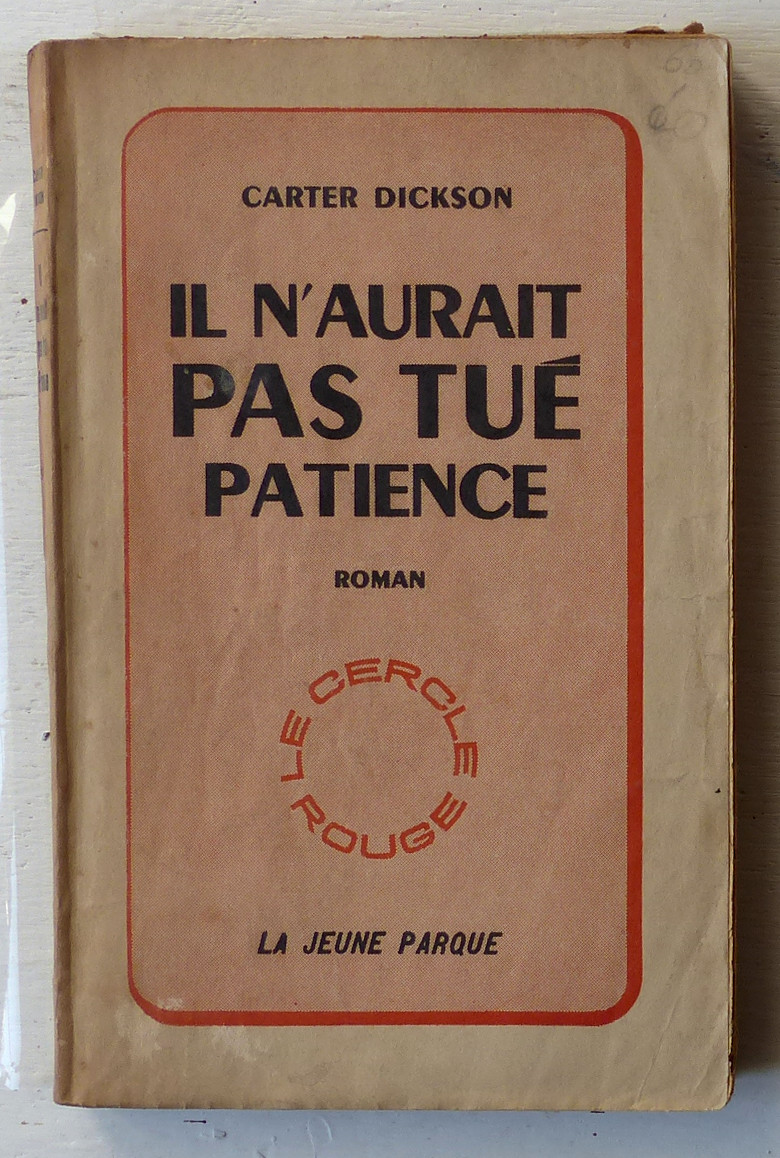 CARTER DICKSON
IL N'AURAIT
PAS TUÉ
PATIENCE
ROMAN
LE CERCLE
ROUGE
LA JEUNE PARQUE